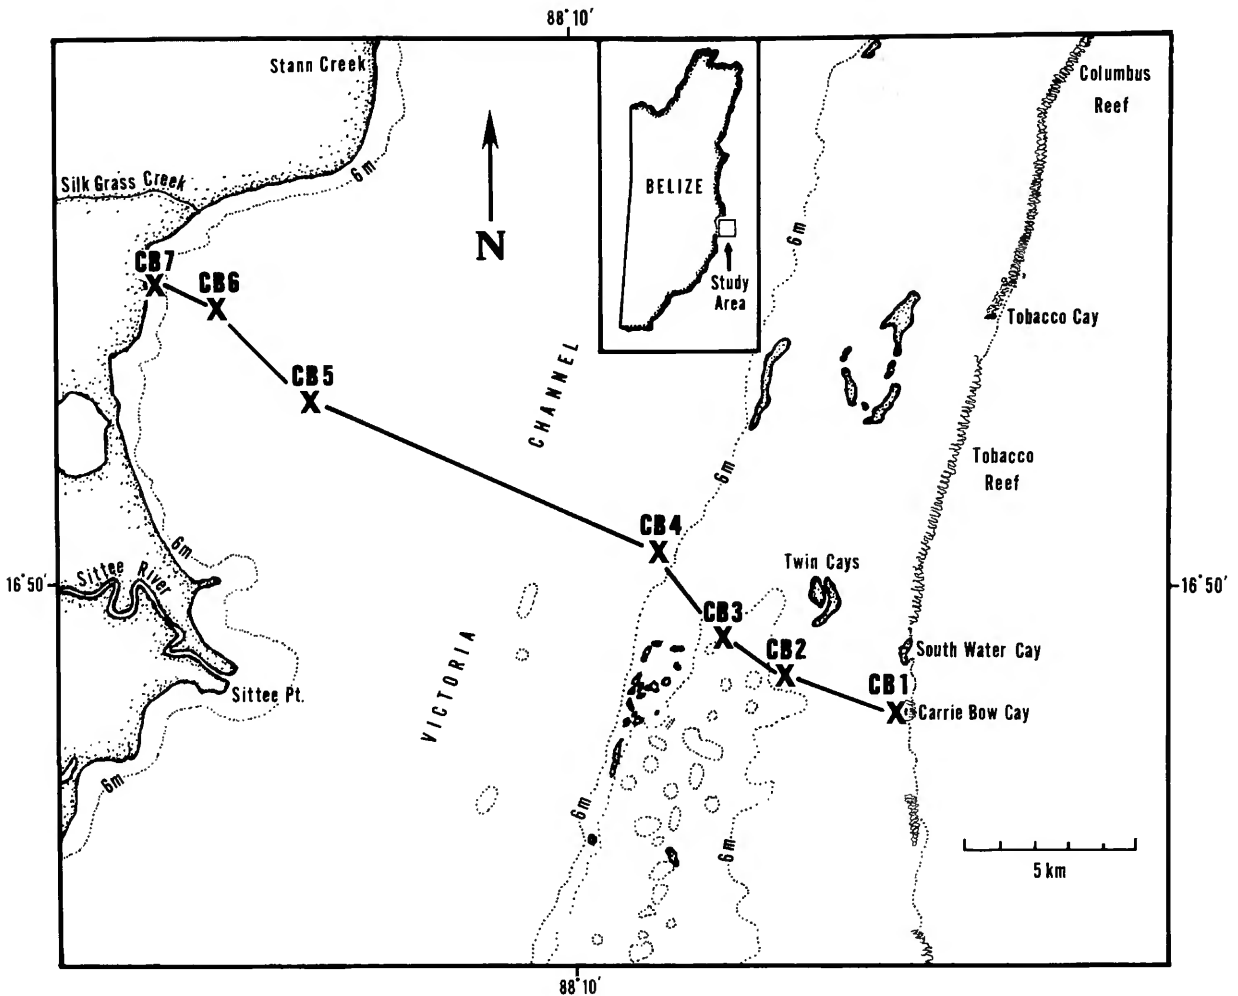 88°10'
Stann Creek
Columbus
Reef
6m
Silk Grass Creek
BELIZE
N
6m
CB7
CB6
Study
Area
Tobacco Cay
CB5
CHANNEL
Tobacco
Reef
6m
CB4
6m
Twin Cays
16°50'
Sittee River
16°50'
CB3
CB2
South Water Cay
CB1
Sittee Pt.
VICTORIA
Carrie Bow Cay
6m
6m
6m
5 km
88°10'